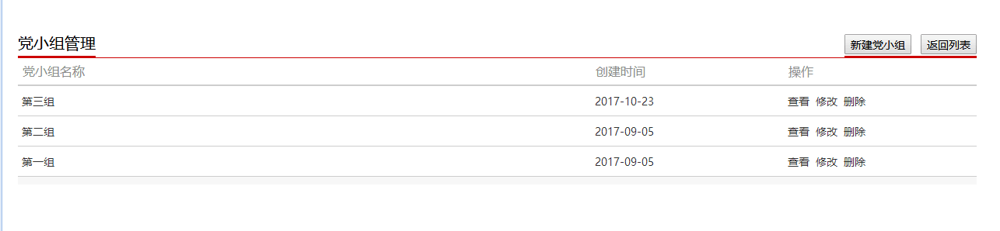 党小组管理 新建党小组 返回列表
党小组名称 创建时间 操作
第三组 2017-10-23 查看 修改 删除
第二组 2017-09-05 查看 修改 删除
第一组 2017-09-05 查看 修改 删除